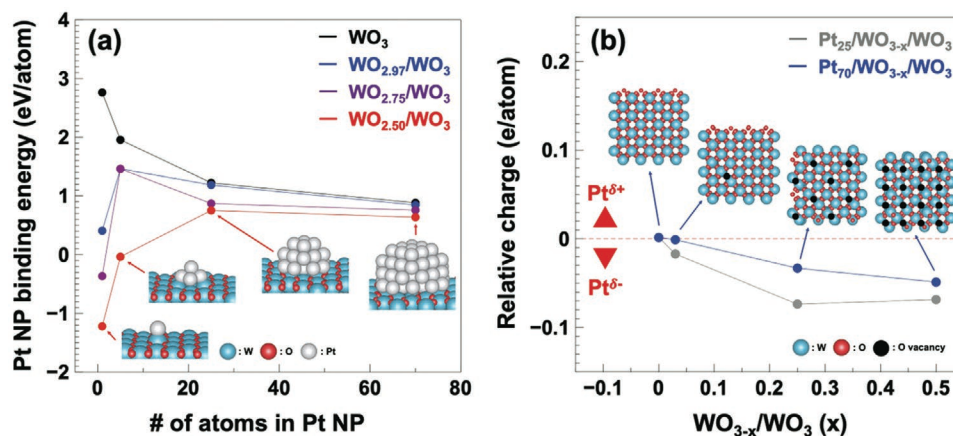 (a)
WO3
WO2.97/WO3
WO2.75/WO3
WO2.50/WO3
Pt NP binding energy (eV/atom)
4
3
2
1
0
−1
−2
: W : O : Pt
0 20 40 60 80
# of atoms in Pt NP
(b)
Pt25/WO3-x/WO3
Pt70/WO3-x/WO3
Relative charge (e/atom)
0.2
0.1
0
−0.1
Ptδ+
Ptδ-
: W : O : O vacancy
−0.1 0 0.1 0.2 0.3 0.4 0.5
WO3-x/WO3 (x)